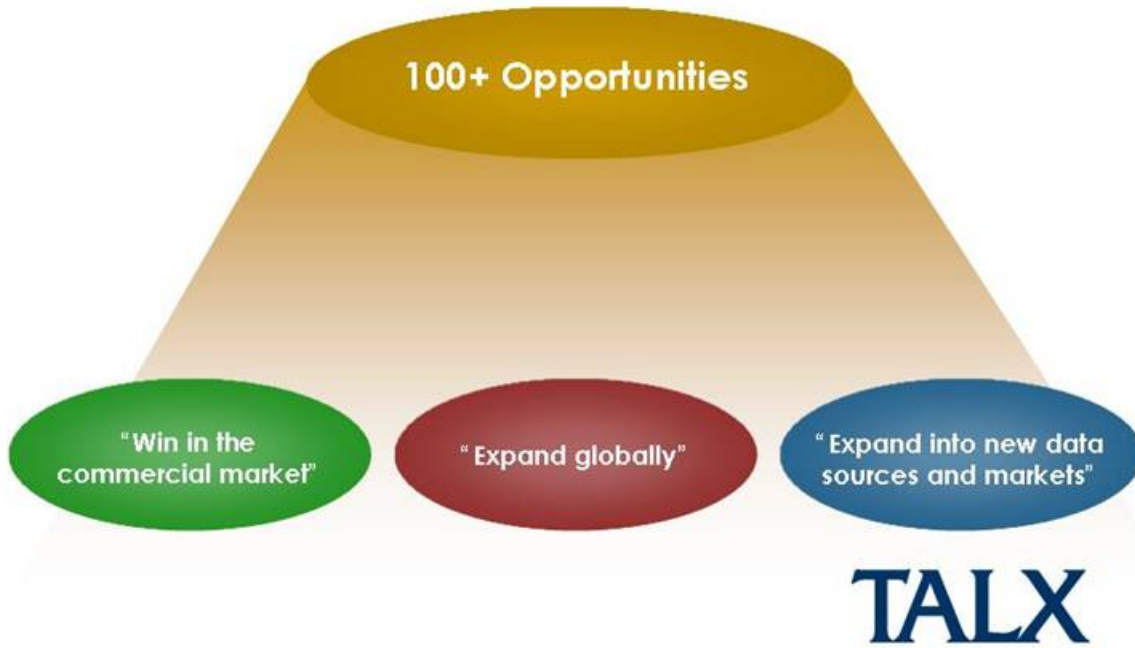 100+ Opportunities
"Win in the
commercial market"
"Expand globally"
"Expand into new data
sources and markets"
TALX